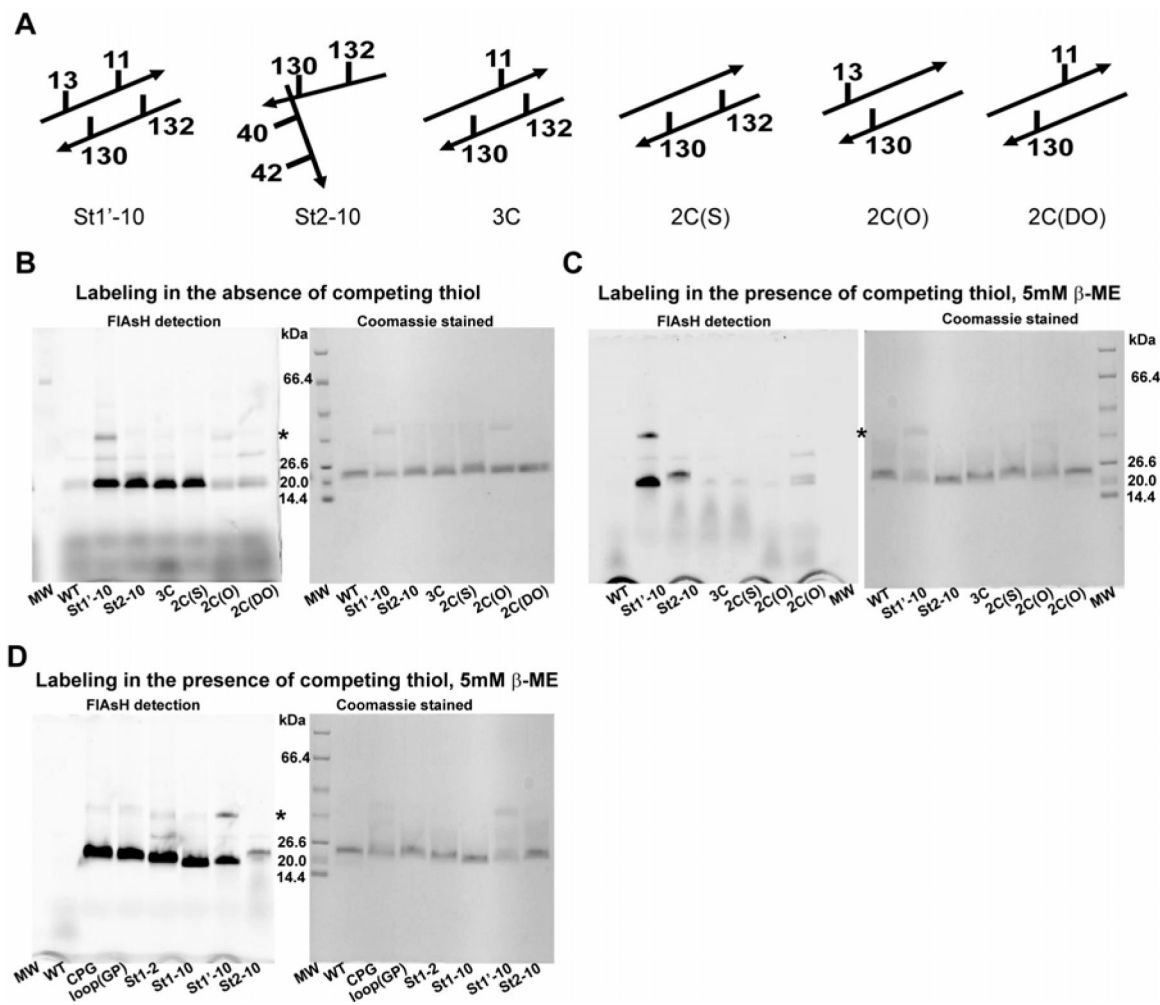 A
13 11 130 132
130 132 40 42
11 130 132
130 132
13 130
11 130
St1'-10 St2-10 3C 2C(S) 2C(O) 2C(DO)
B
Labeling in the absence of competing thiol
FlAsH detection kDa Coomassie stained
66.4
*
26.6
20.0
14.4
MW WT St1'-10 St2-10 3C 2C(S) 2C(O) 2C(DO) MW WT St1'-10 St2-10 3C 2C(S) 2C(O) 2C(DO)
C
Labeling in the presence of competing thiol, 5mM β-ME
FlAsH detection Coomassie stained kDa
66.4
*
26.6
20.0
14.4
WT St1'-10 St2-10 3C 2C(S) 2C(O) 2C(O) MW WT St1'-10 St2-10 3C 2C(S) 2C(O) 2C(O) MW
D
Labeling in the presence of competing thiol, 5mM β-ME
FlAsH detection kDa Coomassie stained
66.4
*
26.6
20.0
14.4
MW WT CPG loop(GP) St1-2 St1-10 St1'-10 St2-10 MW WT CPG loop(GP) St1-2 St1-10 St1'-10 St2-10